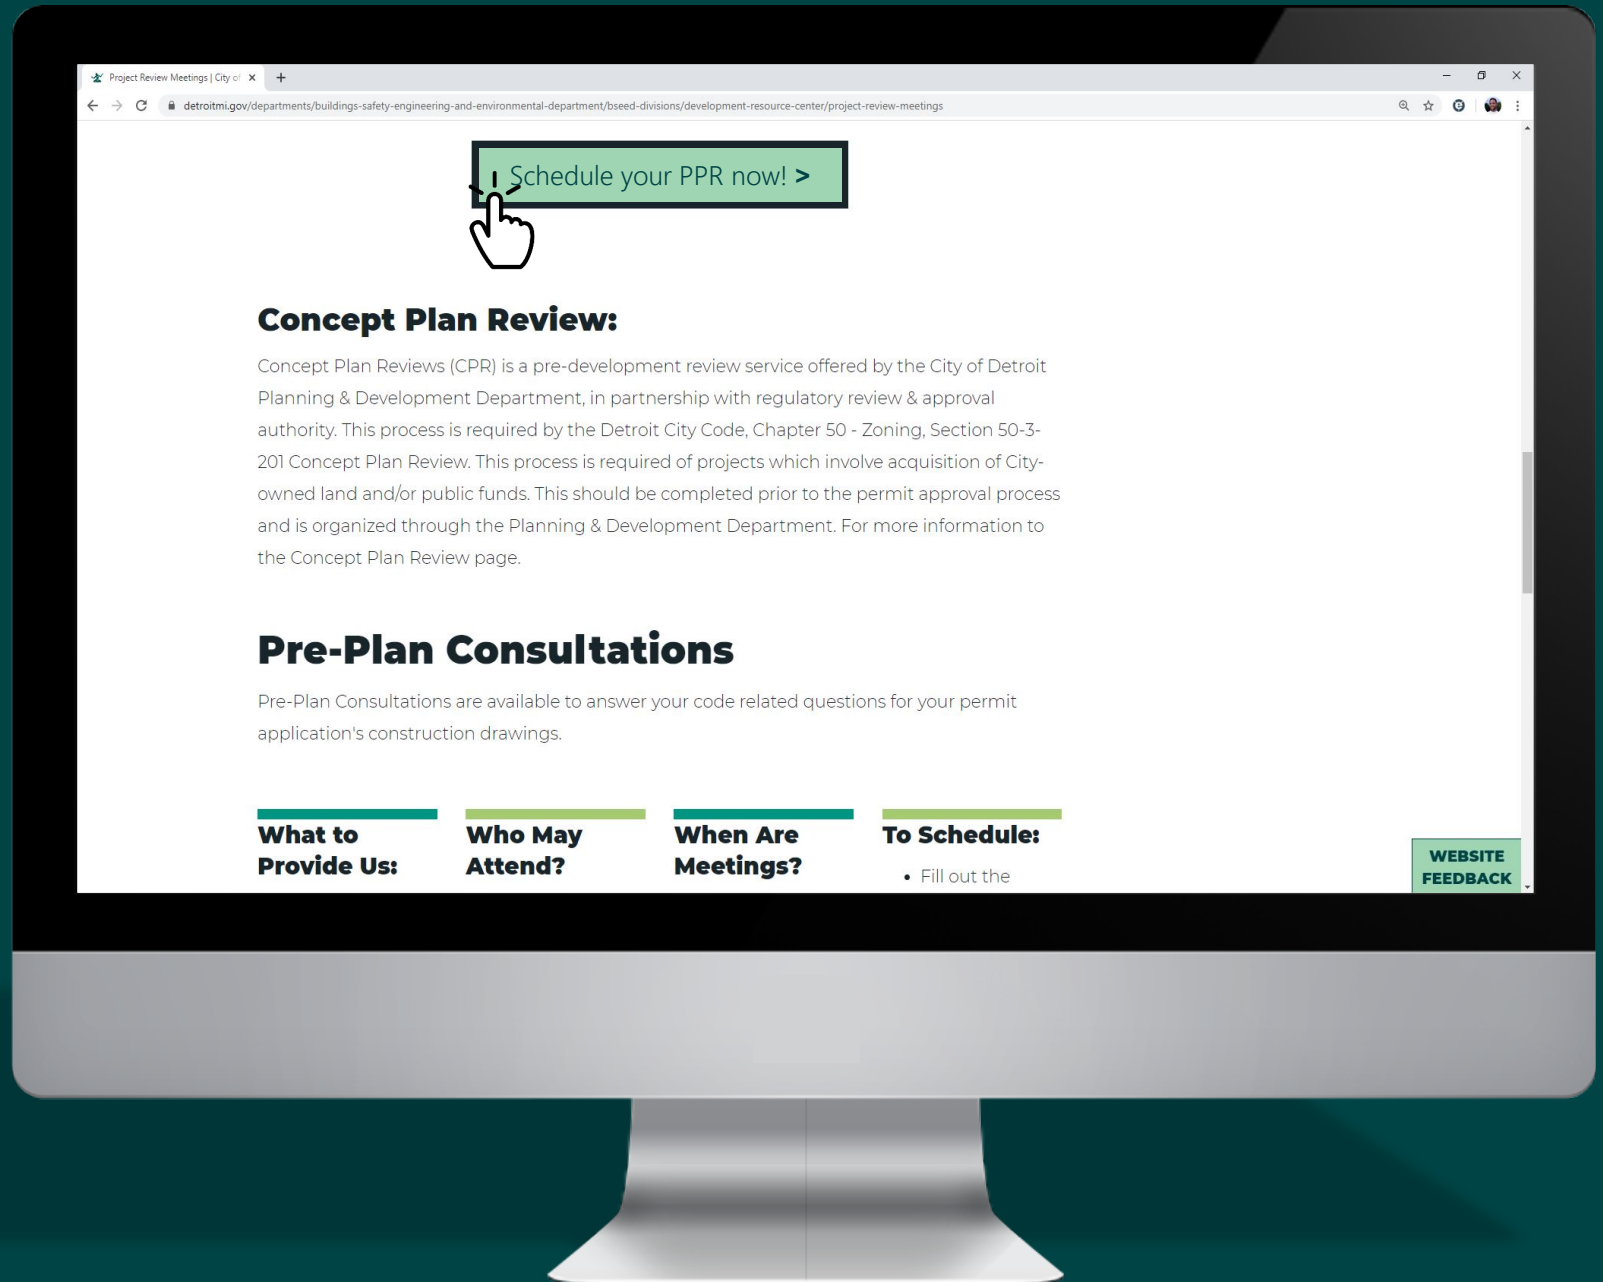 Project Review Meetings | City of
detroitmi.gov/departments/buildings-safety-engineering-and-environmental-department/bseed-divisions/development-resource-center/project-review-meetings
Schedule your PPR now! >
Concept Plan Review:
Concept Plan Reviews (CPR) is a pre-development review service offered by the City of Detroit
Planning & Development Department, in partnership with regulatory review & approval
authority. This process is required by the Detroit City Code, Chapter 50 - Zoning, Section 50-3-
201 Concept Plan Review. This process is required of projects which involve acquisition of City-
owned land and/or public funds. This should be completed prior to the permit approval process
and is organized through the Planning & Development Department. For more information to
the Concept Plan Review page.
Pre-Plan Consultations
Pre-Plan Consultations are available to answer your code related questions for your permit
application's construction drawings.
What to
Provide Us:
Who May
Attend?
When Are
Meetings?
To Schedule:
• Fill out the
WEBSITE
FEEDBACK